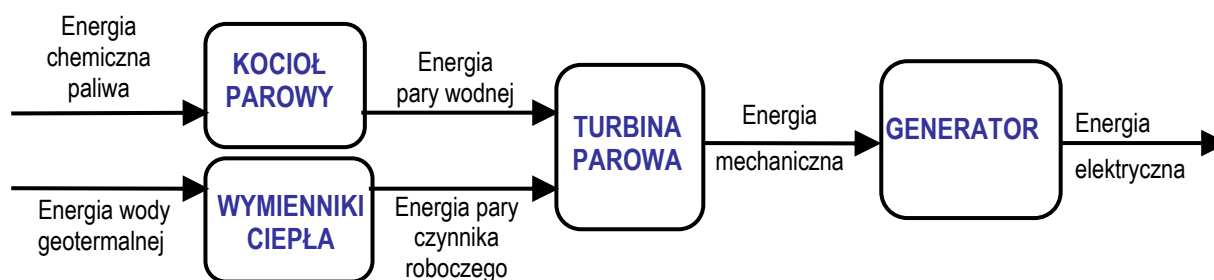 Energia
chemiczna
paliwa
KOCIOŁ
PAROWY
Energia
pary wodnej
TURBINA
PAROWA
Energia
mechaniczna
GENERATOR
Energia
elektryczna
Energia wody
geotermalnej
WYMIENNIKI
CIEPŁA
Energia pary
czynnika
roboczego